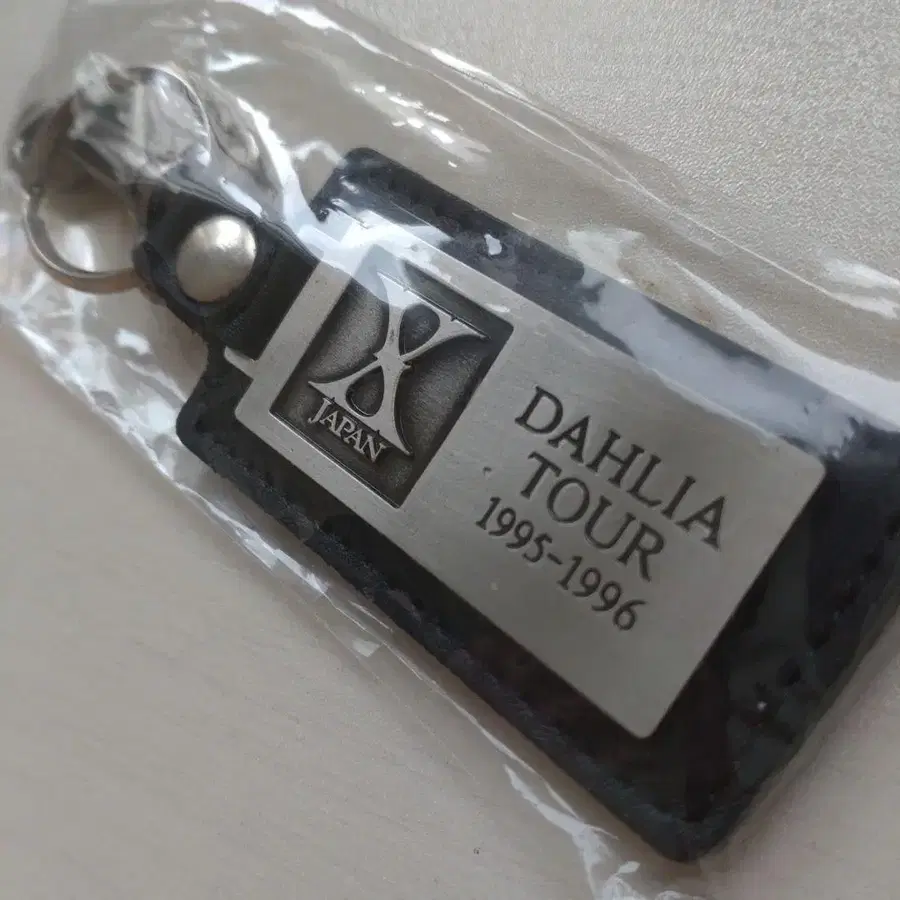 X
JAPAN
DAHLIA
TOUR
1995-1996